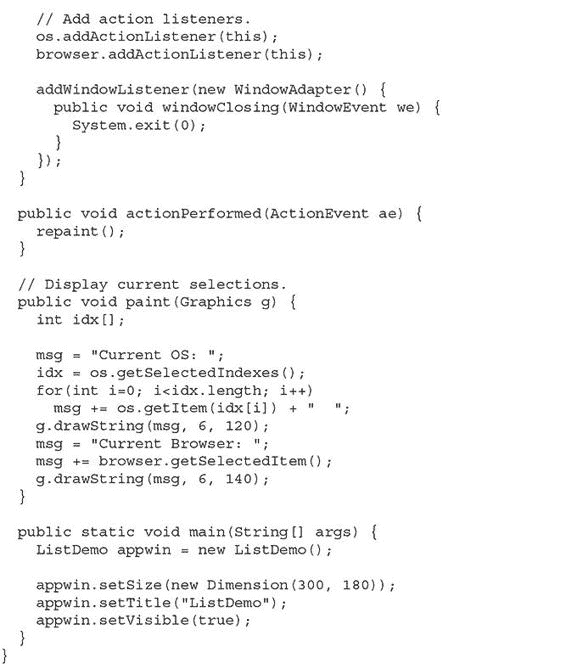 // Add action listeners.
    os.addActionListener(this);
    browser.addActionListener(this);

    addWindowListener(new WindowAdapter() {
      public void windowClosing(WindowEvent we) {
        System.exit(0);
      }
    });
  }

  public void actionPerformed(ActionEvent ae) {
    repaint();
  }

  // Display current selections.
  public void paint(Graphics g) {
    int idx[];

    msg = "Current OS: ";
    idx = os.getSelectedIndexes();
    for(int i=0; i<idx.length; i++)
      msg += os.getItem(idx[i]) + "  ";
    g.drawString(msg, 6, 120);
    msg = "Current Browser: ";
    msg += browser.getSelectedItem();
    g.drawString(msg, 6, 140);
  }

  public static void main(String[] args) {
    ListDemo appwin = new ListDemo();

    appwin.setSize(new Dimension(300, 180));
    appwin.setTitle("ListDemo");
    appwin.setVisible(true);
  }
}